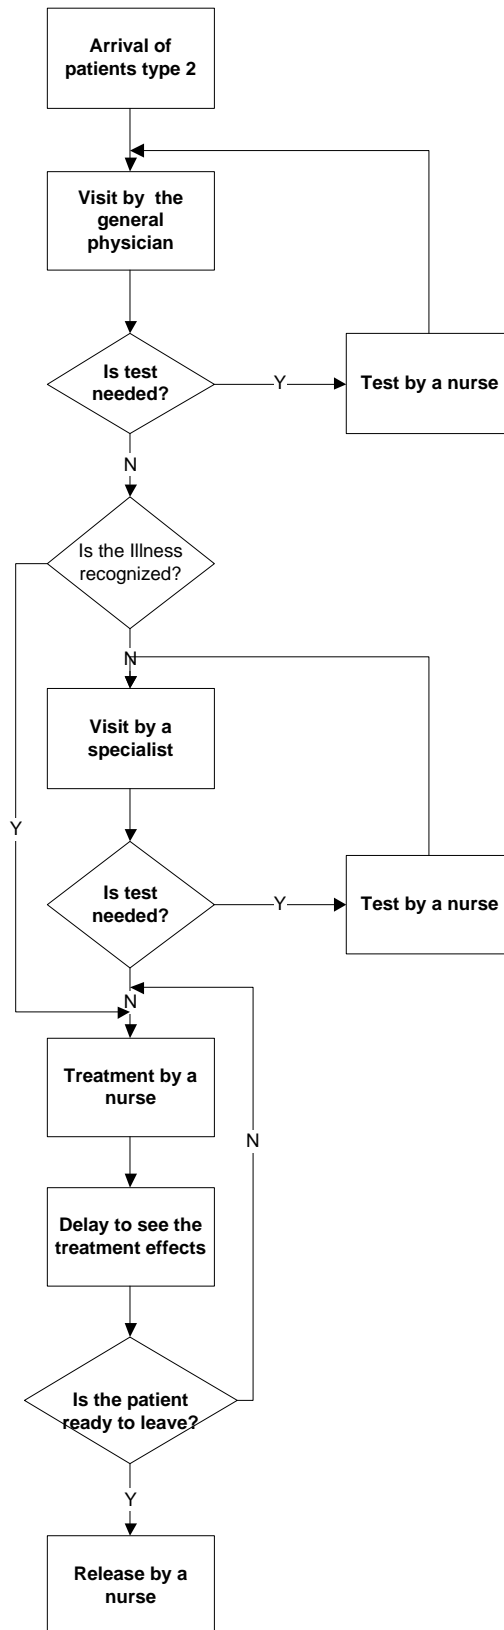 Arrival of
patients type 2
Visit by the
general
physician
Is test
needed?
Y
Test by a nurse
N
Is the Illness
recognized?
N
Visit by a
specialist
Y
Is test
needed?
Y
Test by a nurse
N
Treatment by a
nurse
N
Delay to see the
treatment effects
Is the patient
ready to leave?
Y
Release by a
nurse